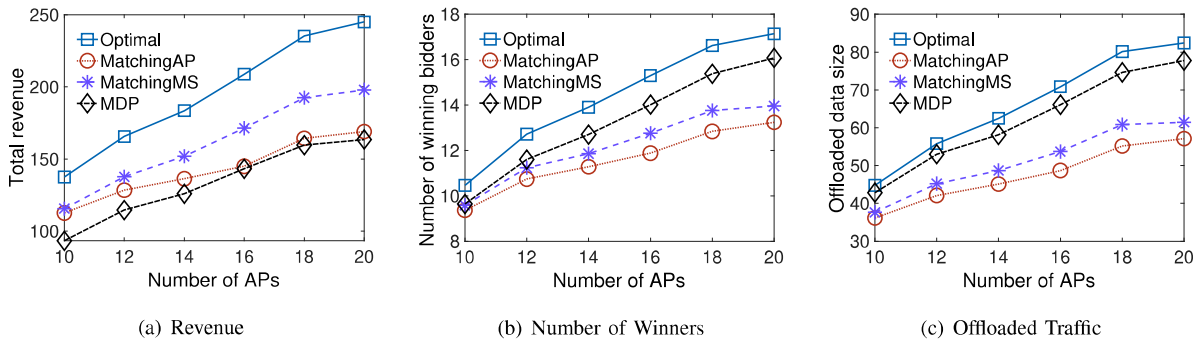 250
200
150
100
Total revenue
Optimal
MatchingAP
MatchingMS
MDP
10 12 14 16 18 20
Number of APs
(a) Revenue
18
16
14
12
10
8
Number of winning bidders
Optimal
MatchingAP
MatchingMS
MDP
10 12 14 16 18 20
Number of APs
(b) Number of Winners
90
80
70
60
50
40
30
Offloaded data size
Optimal
MatchingAP
MatchingMS
MDP
10 12 14 16 18 20
Number of APs
(c) Offloaded Traffic